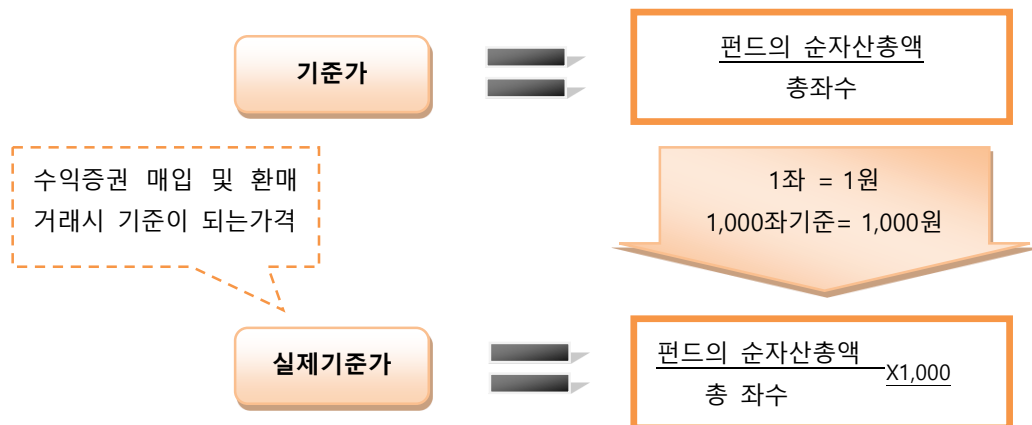 기준가
펀드의 순자산총액
총좌수
수익증권 매입 및 환매
거래시 기준이 되는가격
1좌 = 1원
1,000좌기준= 1,000원
실제기준가
펀드의 순자산총액
총 좌수
X1,000